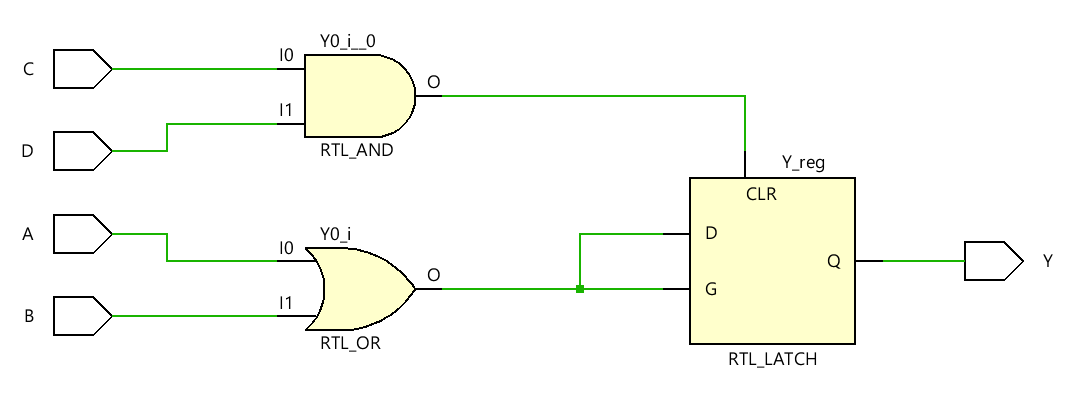 C
D
A
B
Y0_i__0
I0
I1
O
RTL_AND
Y0_i
I0
I1
O
RTL_OR
Y_reg
CLR
D
G
Q
RTL_LATCH
Y